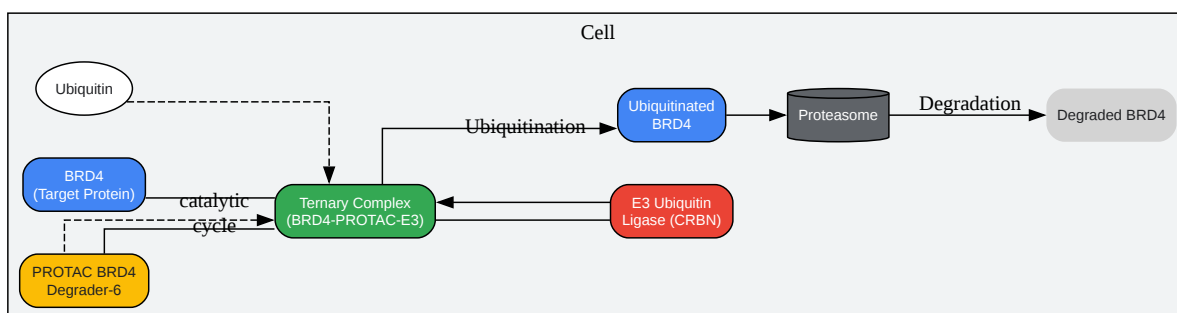 Cell
Ubiquitin
Ubiquitinated
BRD4
Ubiquitination
Proteasome
Degradation
Degraded BRD4
BRD4
(Target Protein)
catalytic
cycle
Ternary Complex
(BRD4-PROTAC-E3)
E3 Ubiquitin
Ligase (CRBN)
PROTAC BRD4
Degrader-6